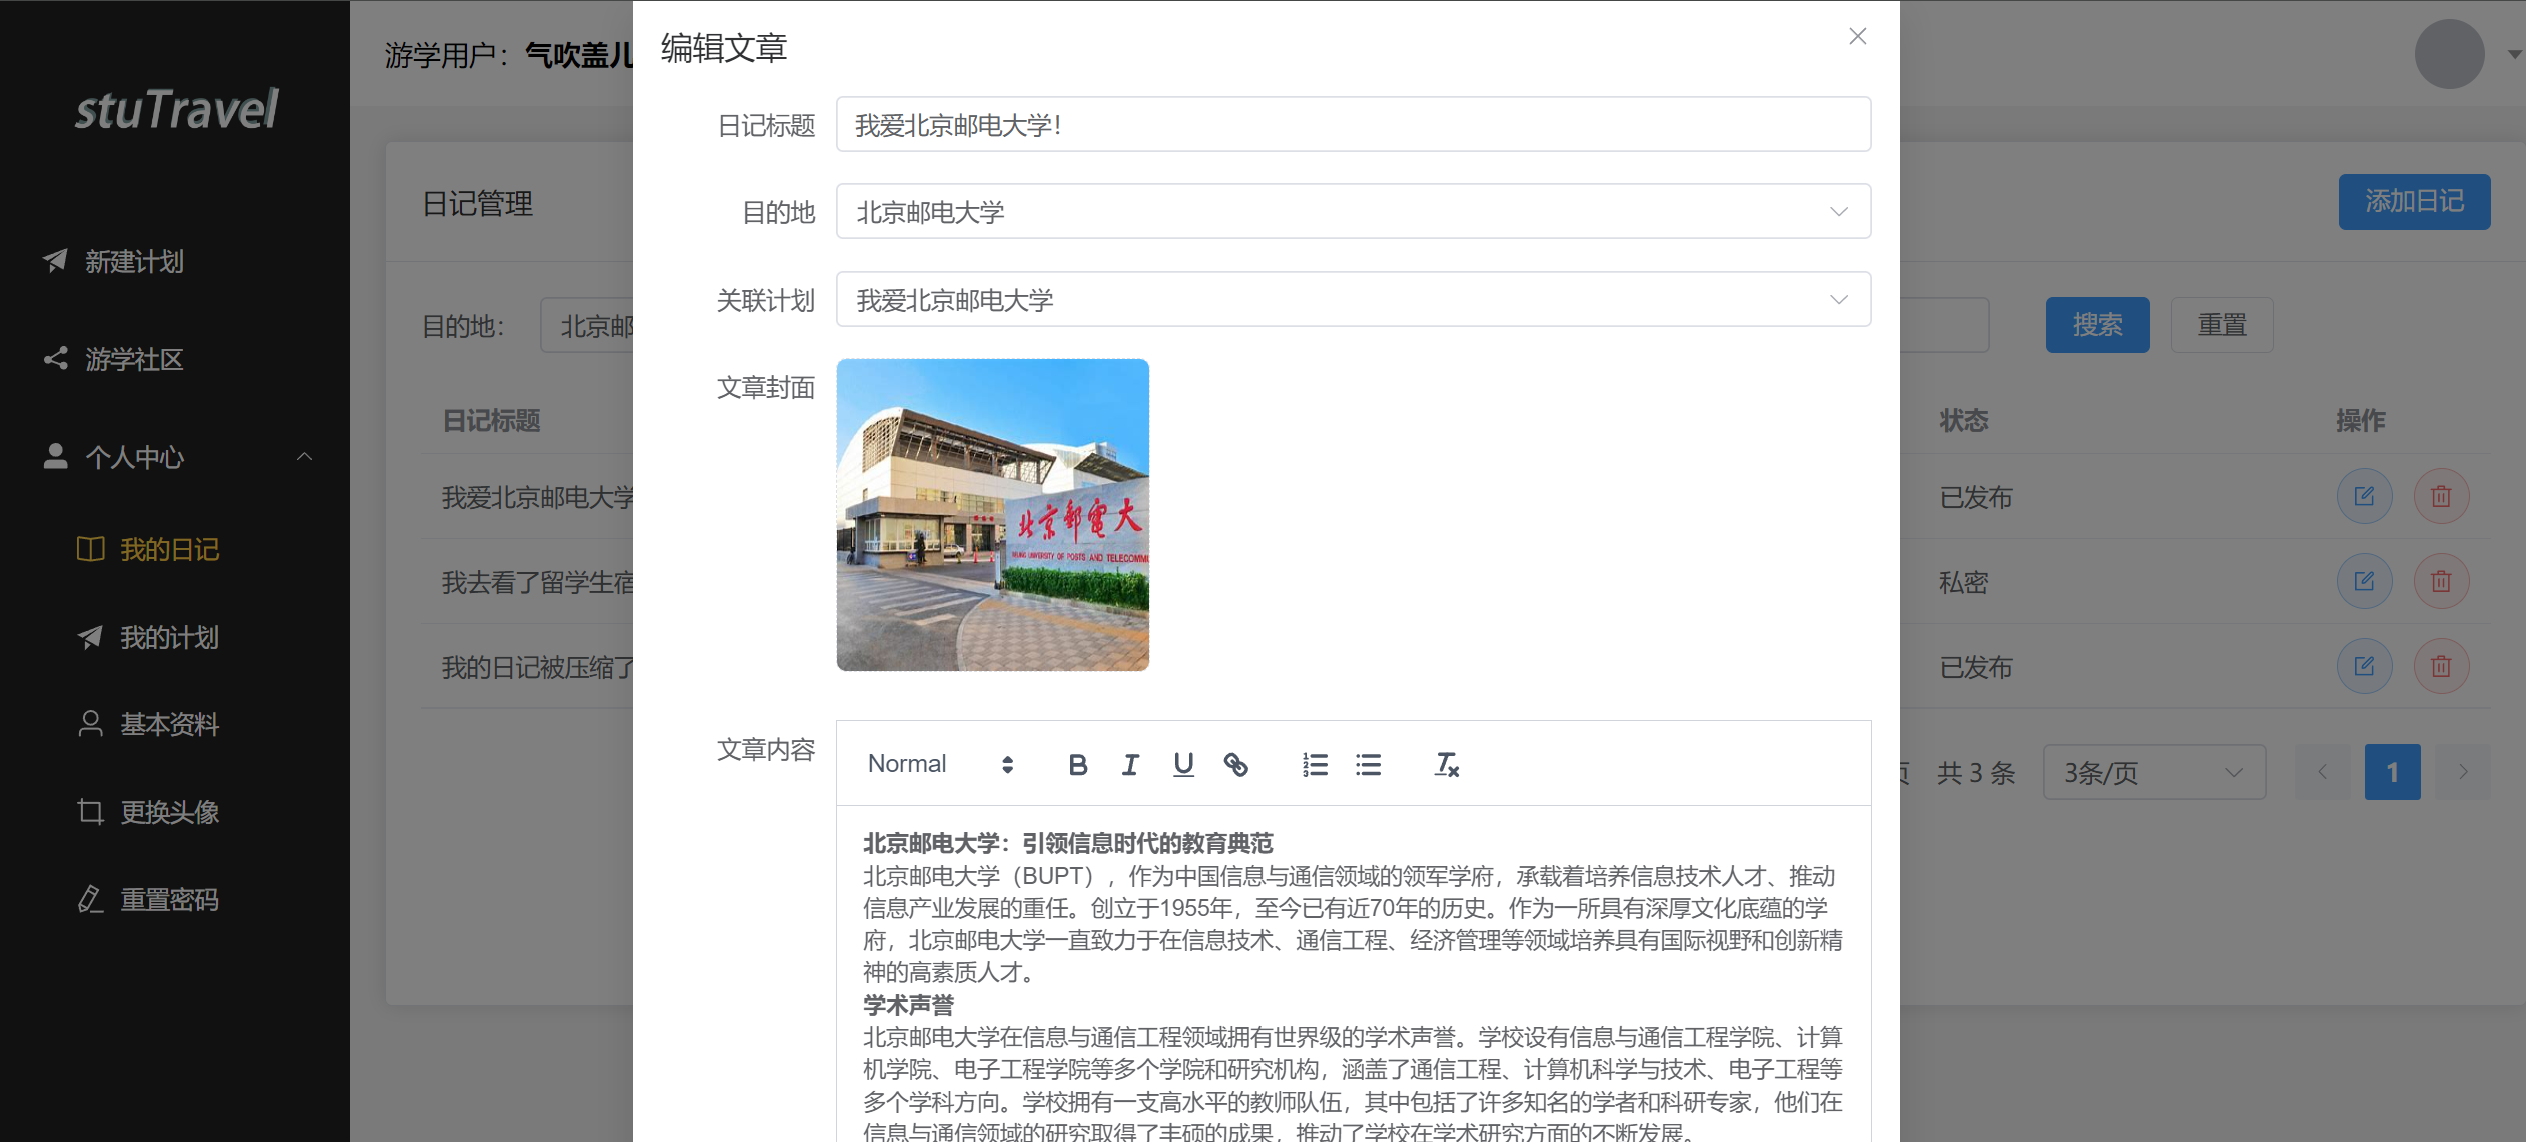 stuTravel
新建计划
游学社区
个人中心
我的日记
我的计划
基本资料
更换头像
重置密码
游学用户：气吹盖儿
日记管理
添加日记
目的地：
北京邮
搜索
重置
日记标题
状态
操作
我爱北京邮电大学
已发布
我去看了留学生宿
私密
我的日记被压缩了
已发布
页
共 3 条
3条/页
1
编辑文章
日记标题
我爱北京邮电大学！
目的地
北京邮电大学
关联计划
我爱北京邮电大学
文章封面
北京郵電大
BEIJING UNIVERSITY OF POSTS AND TELECOMMU
文章内容
Normal
北京邮电大学：引领信息时代的教育典范
北京邮电大学（BUPT），作为中国信息与通信领域的领军学府，承载着培养信息技术人才、推动
信息产业发展的重任。创立于1955年，至今已有近70年的历史。作为一所具有深厚文化底蕴的学
府，北京邮电大学一直致力于在信息技术、通信工程、经济管理等领域培养具有国际视野和创新精
神的高素质人才。
学术声誉
北京邮电大学在信息与通信工程领域拥有世界级的学术声誉。学校设有信息与通信工程学院、计算
机学院、电子工程学院等多个学院和研究机构，涵盖了通信工程、计算机科学与技术、电子工程等
多个学科方向。学校拥有一支高水平的教师队伍，其中包括了许多知名的学者和科研专家，他们在
信息与通信领域的研究取得了丰硕的成果，推动了学校在学术研究方面的不断发展。